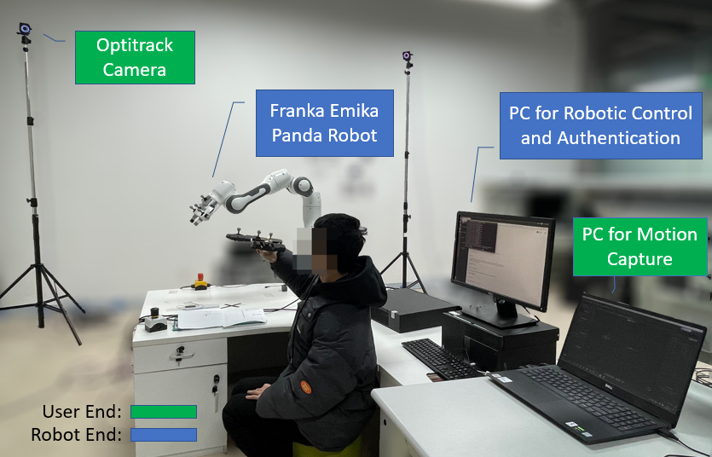 Optitrack
Camera
Franka Emika
Panda Robot
PC for Robotic Control
and Authentication
PC for Motion
Capture
User End:
Robot End: